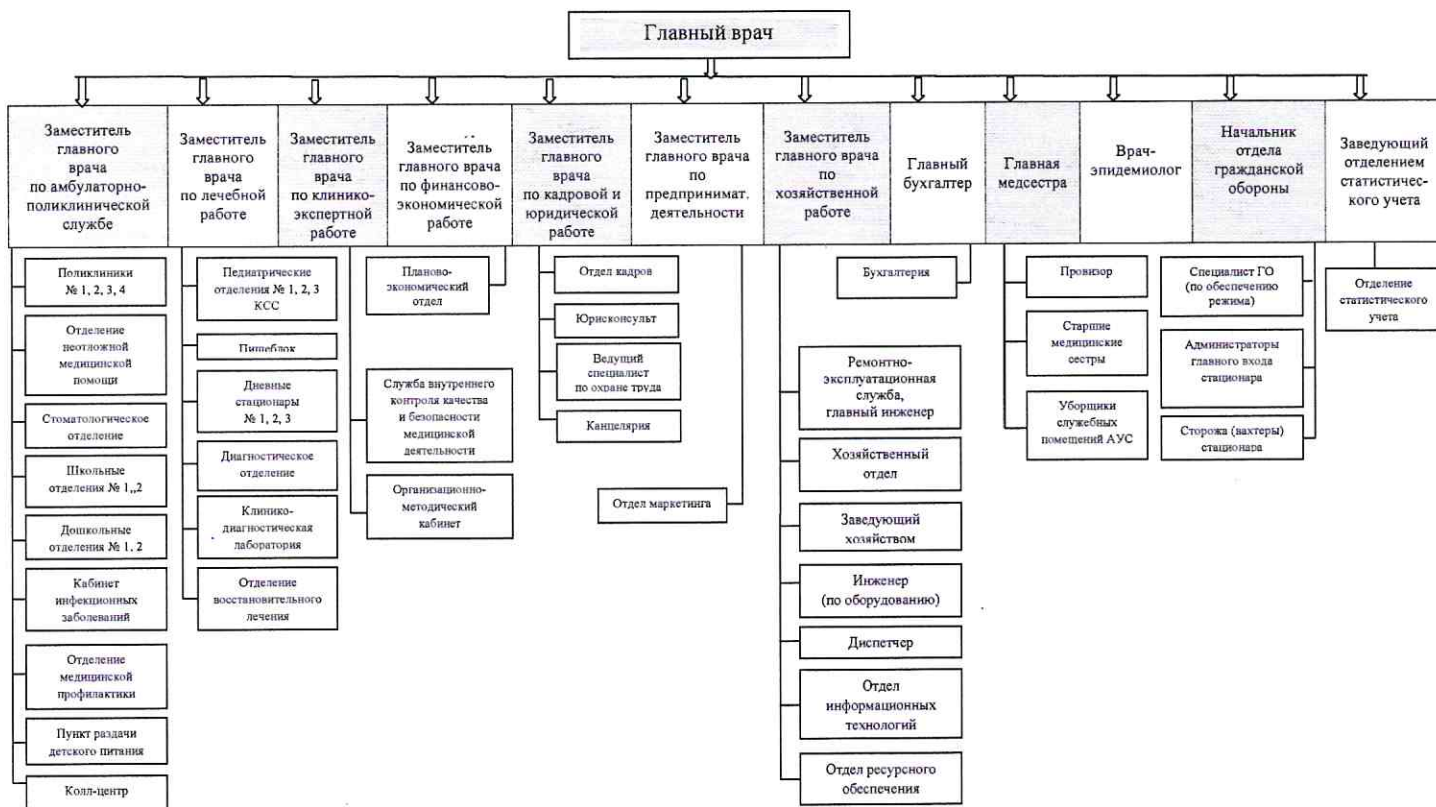 Главный врач
Заместитель
главного
врача
по амбулаторно-
поликлинической
службе
Заместитель
главного
врача
по лечебной
работе
Заместитель
главного
врача
по клинико-
экспертной
работе
Заместитель
главного врача
по финансово-
экономической
работе
Заместитель
главного
врача
по кадровой и
юридической
работе
Заместитель
главного врача
по
предпринимат.
деятельности
Заместитель
главного врача
по
хозяйственной
работе
Главный
бухгалтер
Главная
медсестра
Врач-
эпидемиолог
Начальник
отдела
гражданской
обороны
Заведующий
отделением
статистичес-
кого учета
Поликлиники
№ 1, 2, 3, 4
Отделение
неотложной
медицинской
помощи
Стоматологическое
отделение
Школьные
отделения № 1,,2
Дошкольные
отделения № 1, 2
Кабинет
инфекционных
заболеваний
Отделение
медицинской
профилактики
Пункт раздачи
детского питания
Колл-центр
Педиатрические
отделения № 1, 2, 3
КСС
Пищеблок
Дневные
стационары
№ 1, 2, 3
Диагностическое
отделение
Клинико-
диагностическая
лаборатория
Отделение
восстановительного
лечения
Планово-
экономический
отдел
Служба внутреннего
контроля качества
и безопасности
медицинской
деятельности
Организационно-
методический
кабинет
Отдел кадров
Юрисконсульт
Ведущий
специалист
по охране труда
Канцелярия
Отдел маркетинга
Ремонтно-
эксплуатационная
служба,
главный инженер
Хозяйственный
отдел
Заведующий
хозяйством
Инженер
(по оборудованию)
Диспетчер
Отдел
информационных
технологий
Отдел ресурсного
обеспечения
Бухгалтерия
Провизор
Старшие
медицинские
сестры
Уборщики
служебных
помещений АУС
Специалист ГО
(по обеспечению
режима)
Администраторы
главного входа
стационара
Сторожа (вахтеры)
стационара
Отделение
статистического
учета